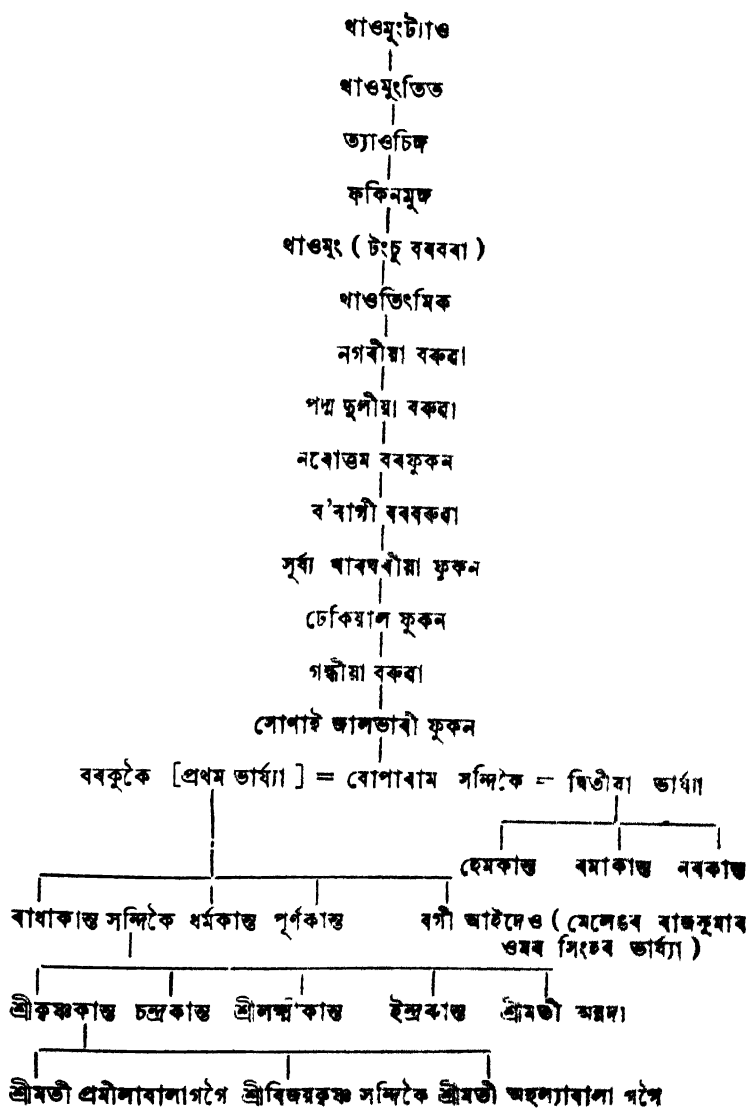 থাওমুংট্যাও
থাওমুংতিত
ত্যাওচিঙ্গ
ফকিনমুঙ্গ
থাওমুং ( টংচু বৰবৰা )
থাওতিংমিক
নগৰীয়া বৰুৱা
পদ্ম ডুলীয়া বৰুৱা
নৰোত্তম বৰফুকন
ব'ৰাগী বৰবৰুৱা
সূৰ্য্য খাৰঘৰীয়া ফুকন
ঢেকিয়াল ফুকন
গন্ধীয়া বৰুৱা
সোণাই জালভাৰী ফুকন
বৰকুকৈ [প্ৰথম ভাৰ্য্যা ] = বোপাৰাম সন্দিকৈ – দ্বিতীয়া ভাৰ্য্যা
হেমকান্ত ৰমাকান্ত নৰকান্ত
ৰাধাকান্ত সন্দিকৈ ধৰ্মকান্ত পূৰ্ণকান্ত বগী আইদেও ( মেলেঙৰ ৰাজকুমাৰ
ওমৰ সিংহৰ ভাৰ্য্যা )
শ্ৰীকৃষ্ণকান্ত চন্দ্ৰকান্ত শ্ৰীলক্ষ্মীকান্ত ইন্দ্ৰকান্ত শ্ৰীমতী অন্নদা
শ্ৰীমতী প্ৰমীলাবালাগগৈ শ্ৰীবিজয়কৃষ্ণ সন্দিকৈ শ্ৰীমতী অহল্যাবালা গগৈ